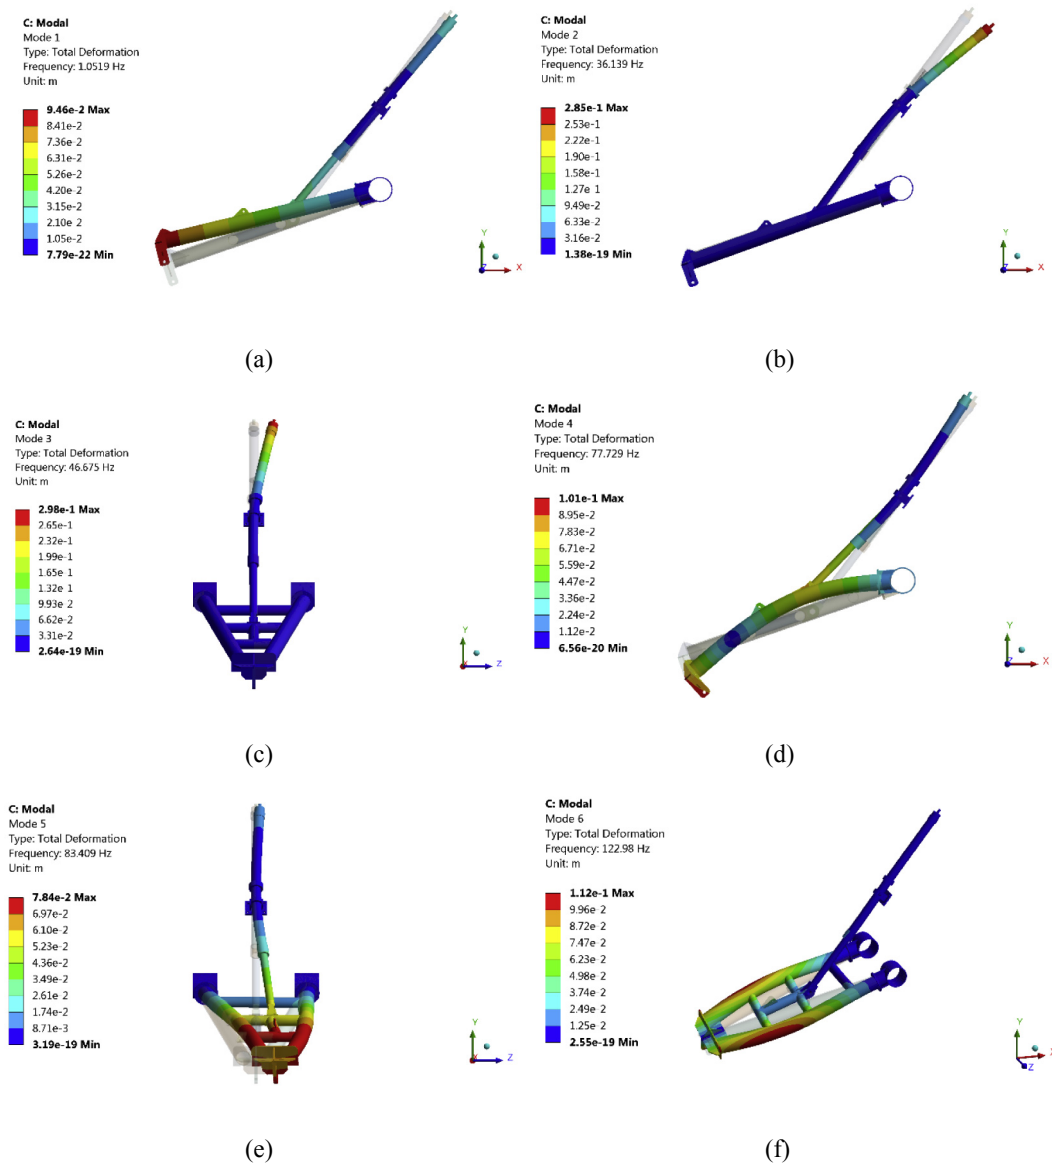 C: Modal
Mode 1
Type: Total Deformation
Frequency: 1.0519 Hz
Unit: m
9.46e-2 Max
8.41e-2
7.36e-2
6.31e-2
5.26e-2
4.20e-2
3.15e-2
2.10e-2
1.05e-2
7.79e-22 Min
Y
Z
X
(a)
C: Modal
Mode 2
Type: Total Deformation
Frequency: 36.139 Hz
Unit: m
2.85e-1 Max
2.53e-1
2.22e-1
1.90e-1
1.58e-1
1.27e-1
9.49e-2
6.33e-2
3.16e-2
1.38e-19 Min
Y
Z
X
(b)
C: Modal
Mode 3
Type: Total Deformation
Frequency: 46.675 Hz
Unit: m
2.98e-1 Max
2.65e-1
2.32e-1
1.99e-1
1.65e-1
1.32e-1
9.93e-2
6.62e-2
3.31e-2
2.64e-19 Min
Y
X
Z
(c)
C: Modal
Mode 4
Type: Total Deformation
Frequency: 77.729 Hz
Unit: m
1.01e-1 Max
8.95e-2
7.83e-2
6.71e-2
5.59e-2
4.47e-2
3.36e-2
2.24e-2
1.12e-2
6.56e-20 Min
Y
Z
X
(d)
C: Modal
Mode 5
Type: Total Deformation
Frequency: 83.409 Hz
Unit: m
7.84e-2 Max
6.97e-2
6.10e-2
5.23e-2
4.36e-2
3.49e-2
2.61e-2
1.74e-2
8.71e-3
3.19e-19 Min
Y
X
Z
(e)
C: Modal
Mode 6
Type: Total Deformation
Frequency: 122.98 Hz
Unit: m
1.12e-1 Max
9.96e-2
8.72e-2
7.47e-2
6.23e-2
4.98e-2
3.74e-2
2.49e-2
1.25e-2
2.55e-19 Min
Y
X
Z
(f)